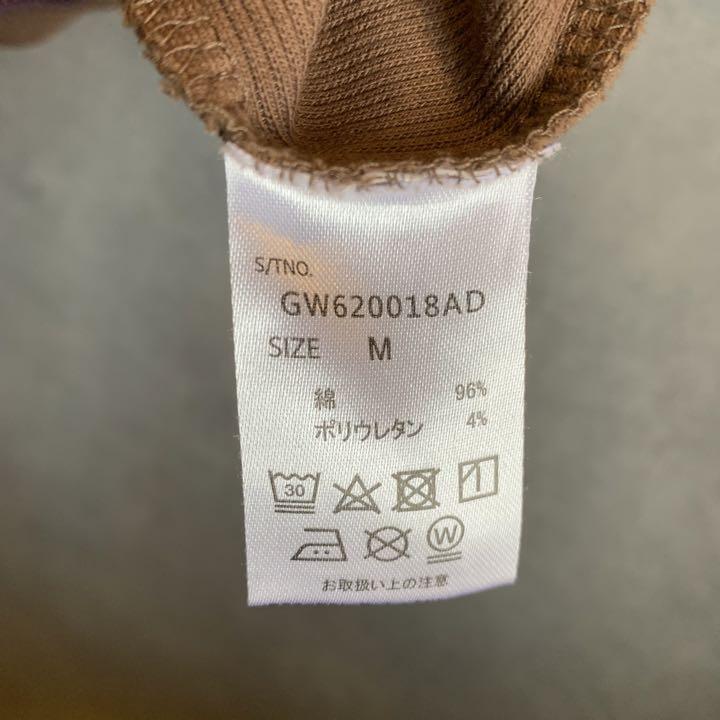 S/TNO.
GW620018AD
SIZE M
綿 96%
ポリウレタン 4%
30
W
お取扱い上の注意